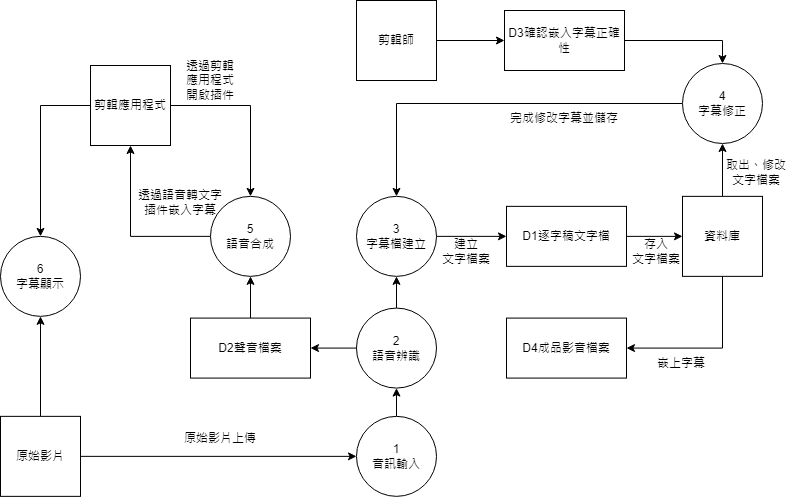 剪輯師
D3確認嵌入字幕正確
性
4
字幕修正
透過剪輯
應用程式
開啟插件
剪輯應用程式
完成修改字幕並儲存
取出、修改
文字檔案
透過語音轉文字
插件嵌入字幕
5
語音合成
3
字幕檔建立
建立
文字檔案
D1逐字稿文字檔
存入
文字檔案
資料庫
6
字幕顯示
D2聲音檔案
2
語音辨識
D4成品影音檔案
嵌上字幕
原始影片
原始影片上傳
1
音訊輸入